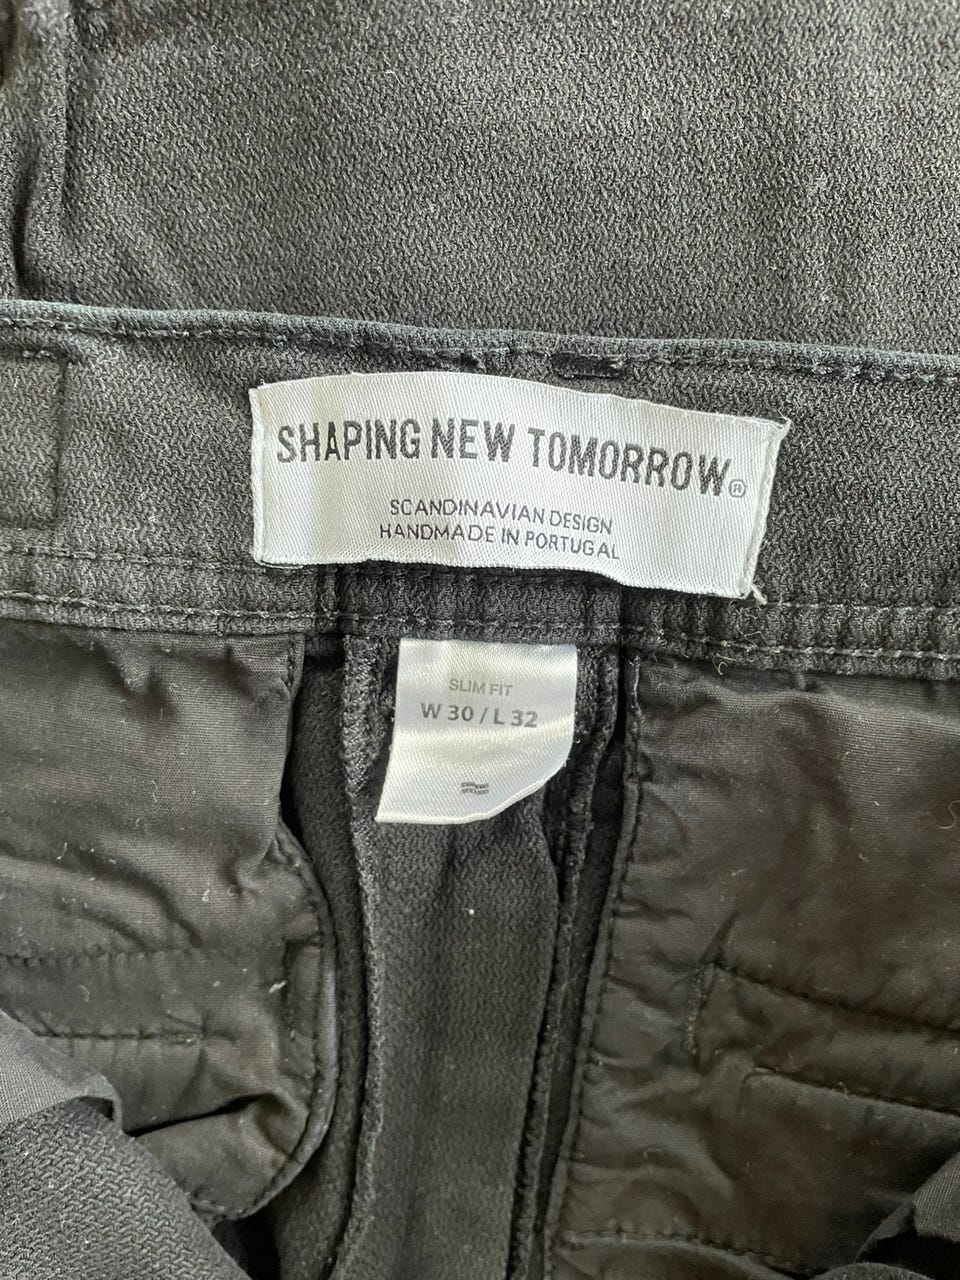 SHAPING NEW TOMORROW®
SCANDINAVIAN DESIGN
HANDMADE IN PORTUGAL
SLIM FIT
W 30 / L 32